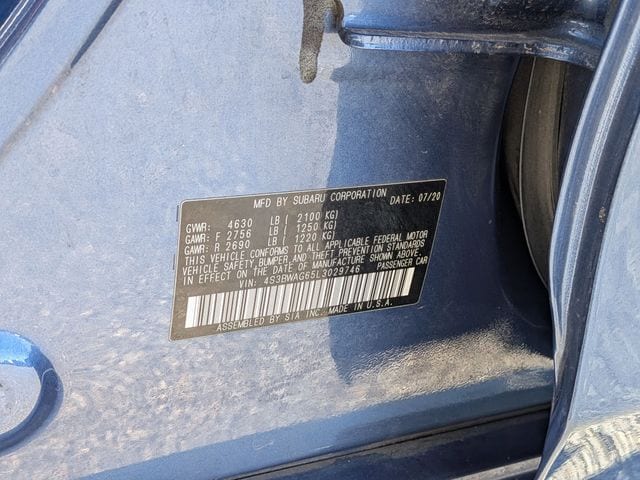 MFD BY SUBARU CORPORATION DATE: 07/20
GVWR: 4630 LB ( 2100 KG)
GAWR: F 2756 LB ( 1250 KG)
GAWR: R 2690 LB ( 1220 KG)
THIS VEHICLE CONFORMS TO ALL APPLICABLE FEDERAL MOTOR
VEHICLE SAFETY BUMPER, AND THEFT PREVENTION STANDARDS
IN EFFECT ON THE DATE OF MANUFACTURE SHOWN ABOVE.
VIN: 4S3BWAG65L3029746 PASSENGER CAR
ASSEMBLED BY SIA INC. MADE IN U.S.A.